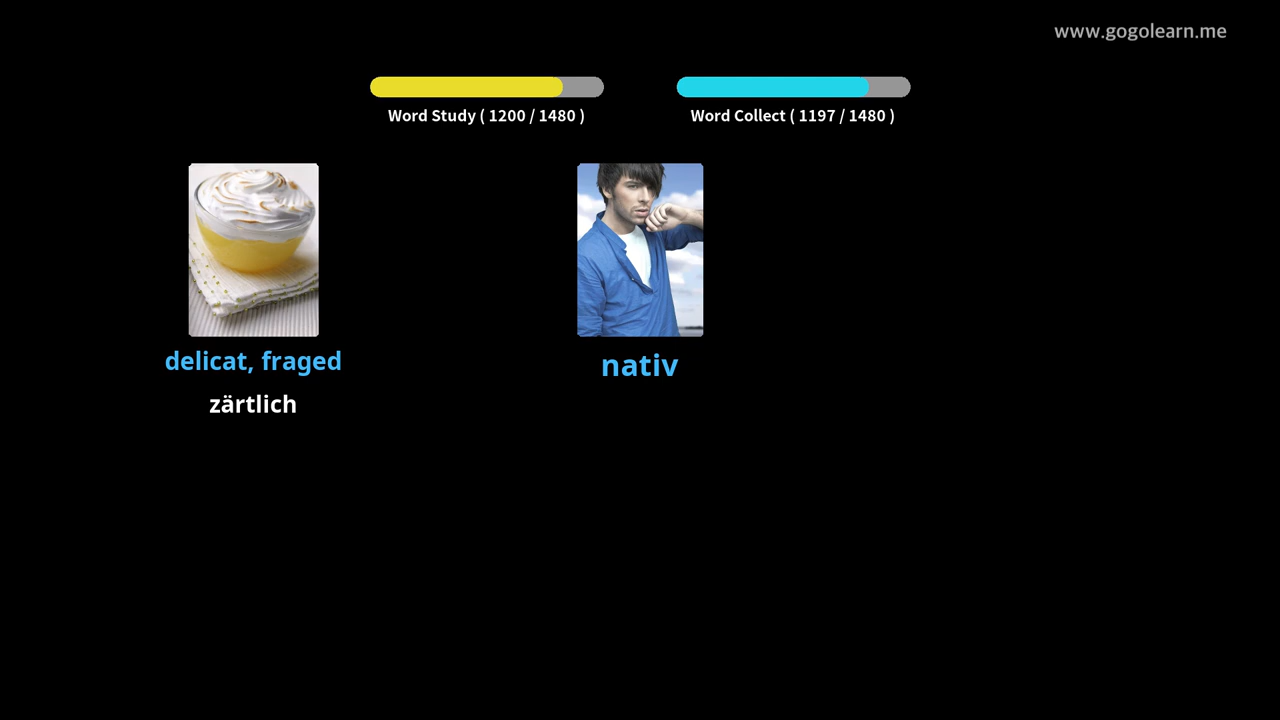 www.gogolearn.me
Word Study ( 1200 / 1480 )
Word Collect ( 1197 / 1480 )
delicat, fraged
zärtlich
nativ